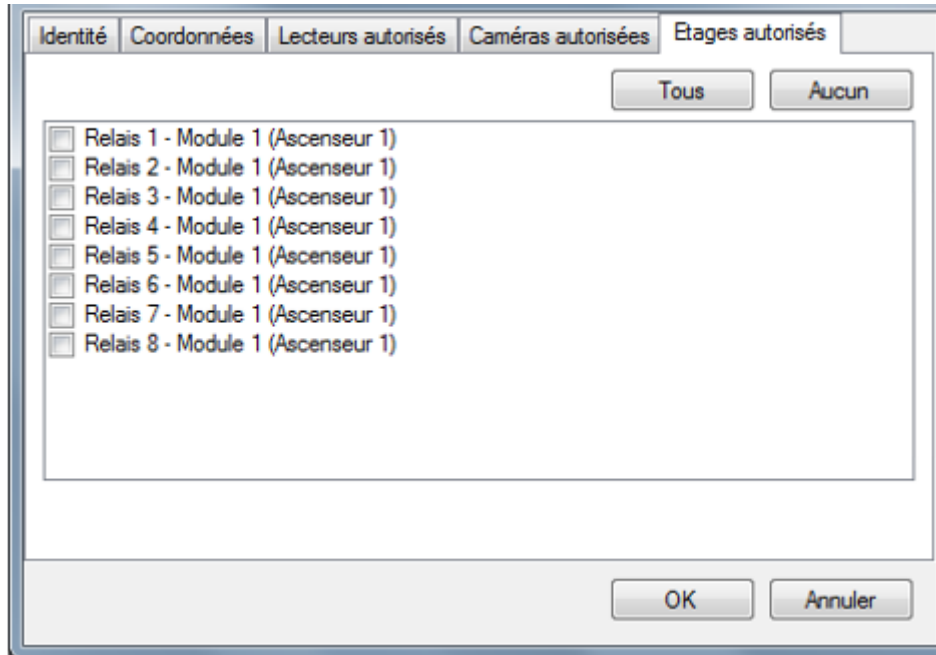 Identité Coordonnées Lecteurs autorisés Caméras autorisées Etages autorisés
Tous Aucun
Relais 1 - Module 1 (Ascenseur 1)
Relais 2 - Module 1 (Ascenseur 1)
Relais 3 - Module 1 (Ascenseur 1)
Relais 4 - Module 1 (Ascenseur 1)
Relais 5 - Module 1 (Ascenseur 1)
Relais 6 - Module 1 (Ascenseur 1)
Relais 7 - Module 1 (Ascenseur 1)
Relais 8 - Module 1 (Ascenseur 1)
OK Annuler